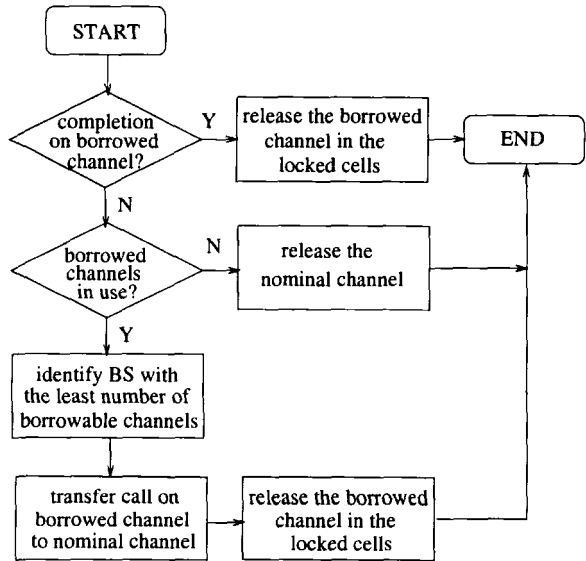 START
completion
on borrowed
channel?
Y
release the borrowed
channel in the
locked cells
END
N
borrowed
channels
in use?
N
release the
nominal channel
Y
identify BS with
the least number of
borrowable channels
transfer call on
borrowed channel
to nominal channel
release the borrowed
channel in the
locked cells